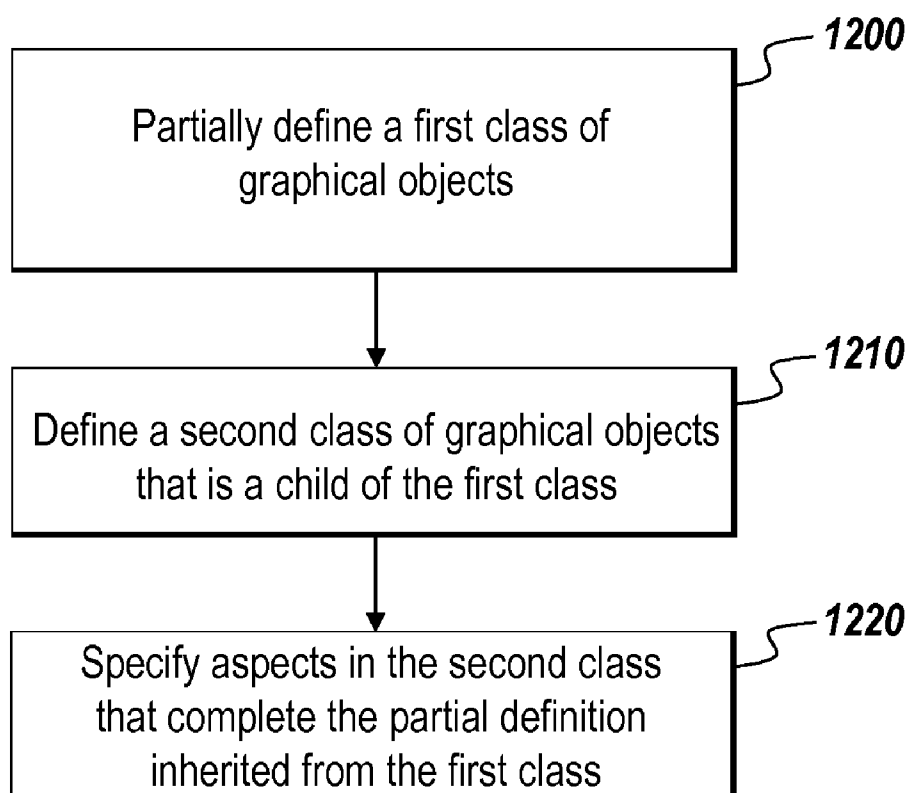 1200
Partially define a first class of
graphical objects
1210
Define a second class of graphical objects
that is a child of the first class
1220
Specify aspects in the second class
that complete the partial definition
inherited from the first class